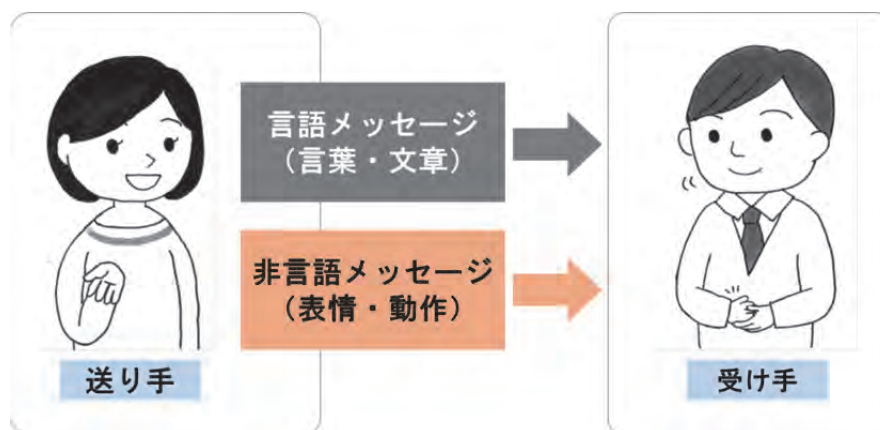 言語メッセージ
（言葉・文章）
非言語メッセージ
（表情・動作）
送り手
受け手